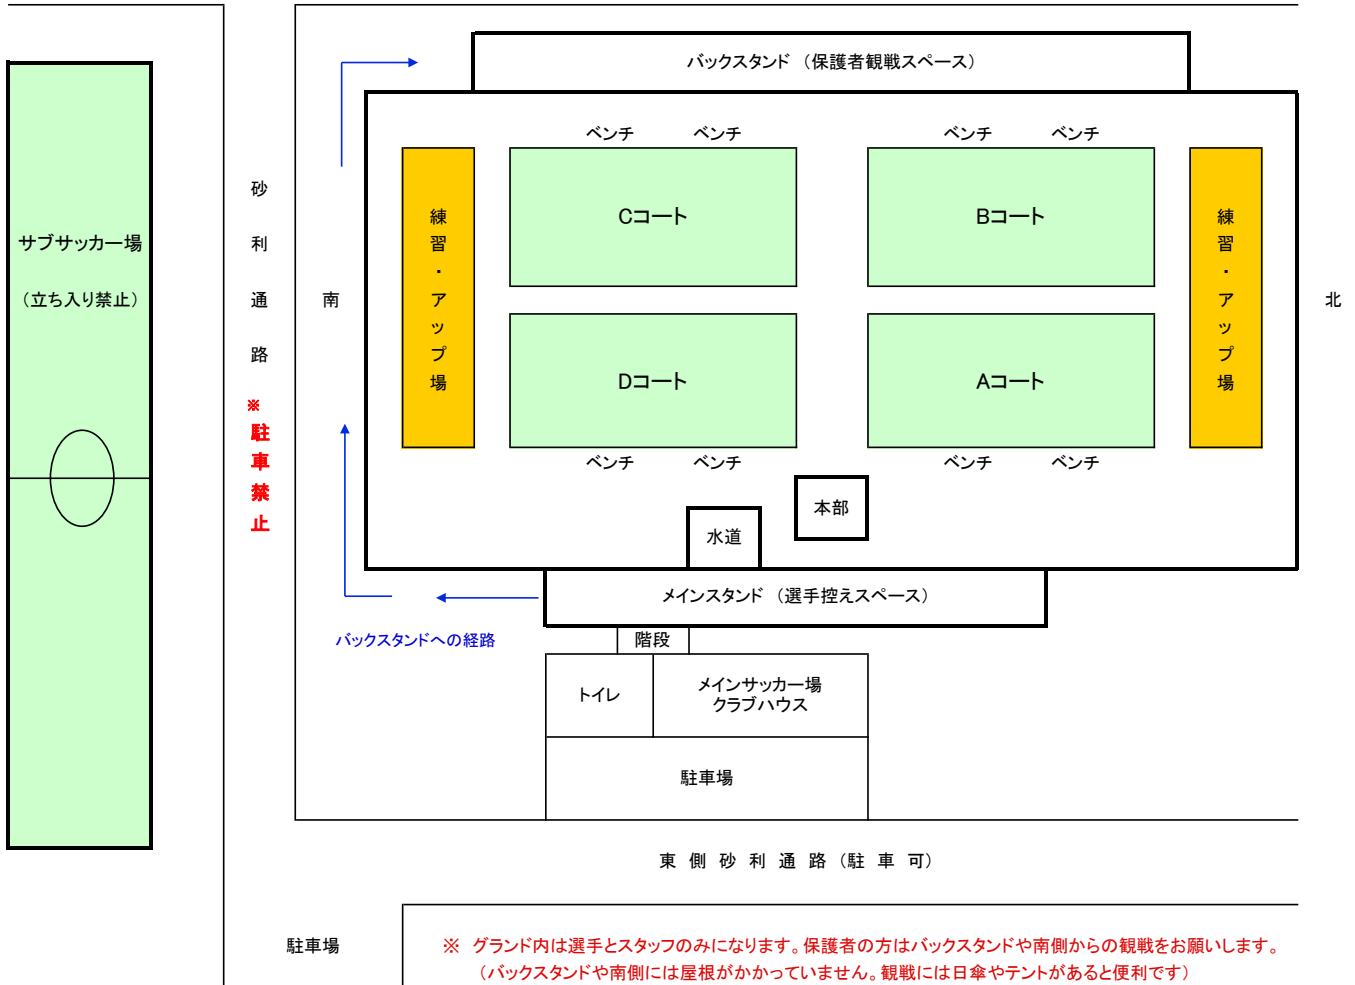 バックスタンド （保護者観戦スペース）
ベンチ ベンチ ベンチ ベンチ
サブサッカー場
（立ち入り禁止）
砂利通路
※駐車禁止
南
練習・アップ場
Cコート
Bコート
練習・アップ場
北
Dコート
Aコート
ベンチ ベンチ ベンチ ベンチ
本部
水道
メインスタンド （選手控えスペース）
バックスタンドへの経路
階段
トイレ
メインサッカー場
クラブハウス
駐車場
東 側 砂 利 通 路 （駐 車 可）
駐車場
※ グランド内は選手とスタッフのみになります。保護者の方はバックスタンドや南側からの観戦をお願いします。
（バックスタンドや南側には屋根がかかっていません。観戦には日傘やテントがあると便利です）